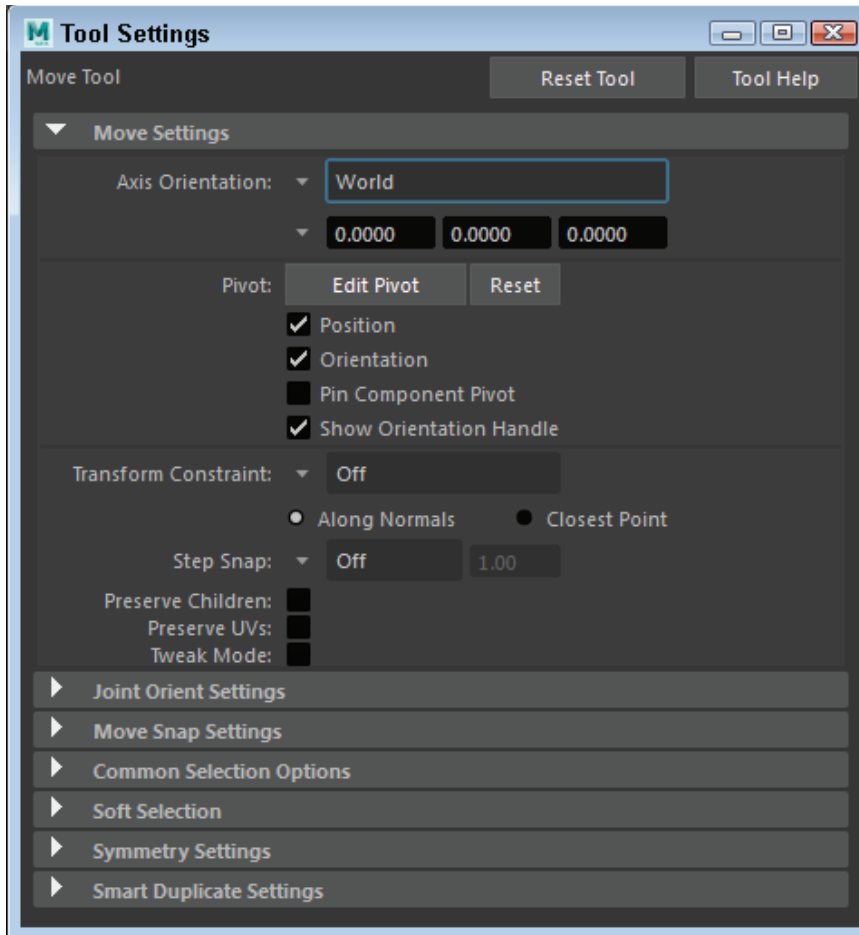 Tool Settings
Move Tool Reset Tool Tool Help
Move Settings
Axis Orientation: World
0.0000 0.0000 0.0000
Pivot: Edit Pivot Reset
Position
Orientation
Pin Component Pivot
Show Orientation Handle
Transform Constraint: Off
Along Normals Closest Point
Step Snap: Off 1.00
Preserve Children:
Preserve UVs:
Tweak Mode:
Joint Orient Settings
Move Snap Settings
Common Selection Options
Soft Selection
Symmetry Settings
Smart Duplicate Settings